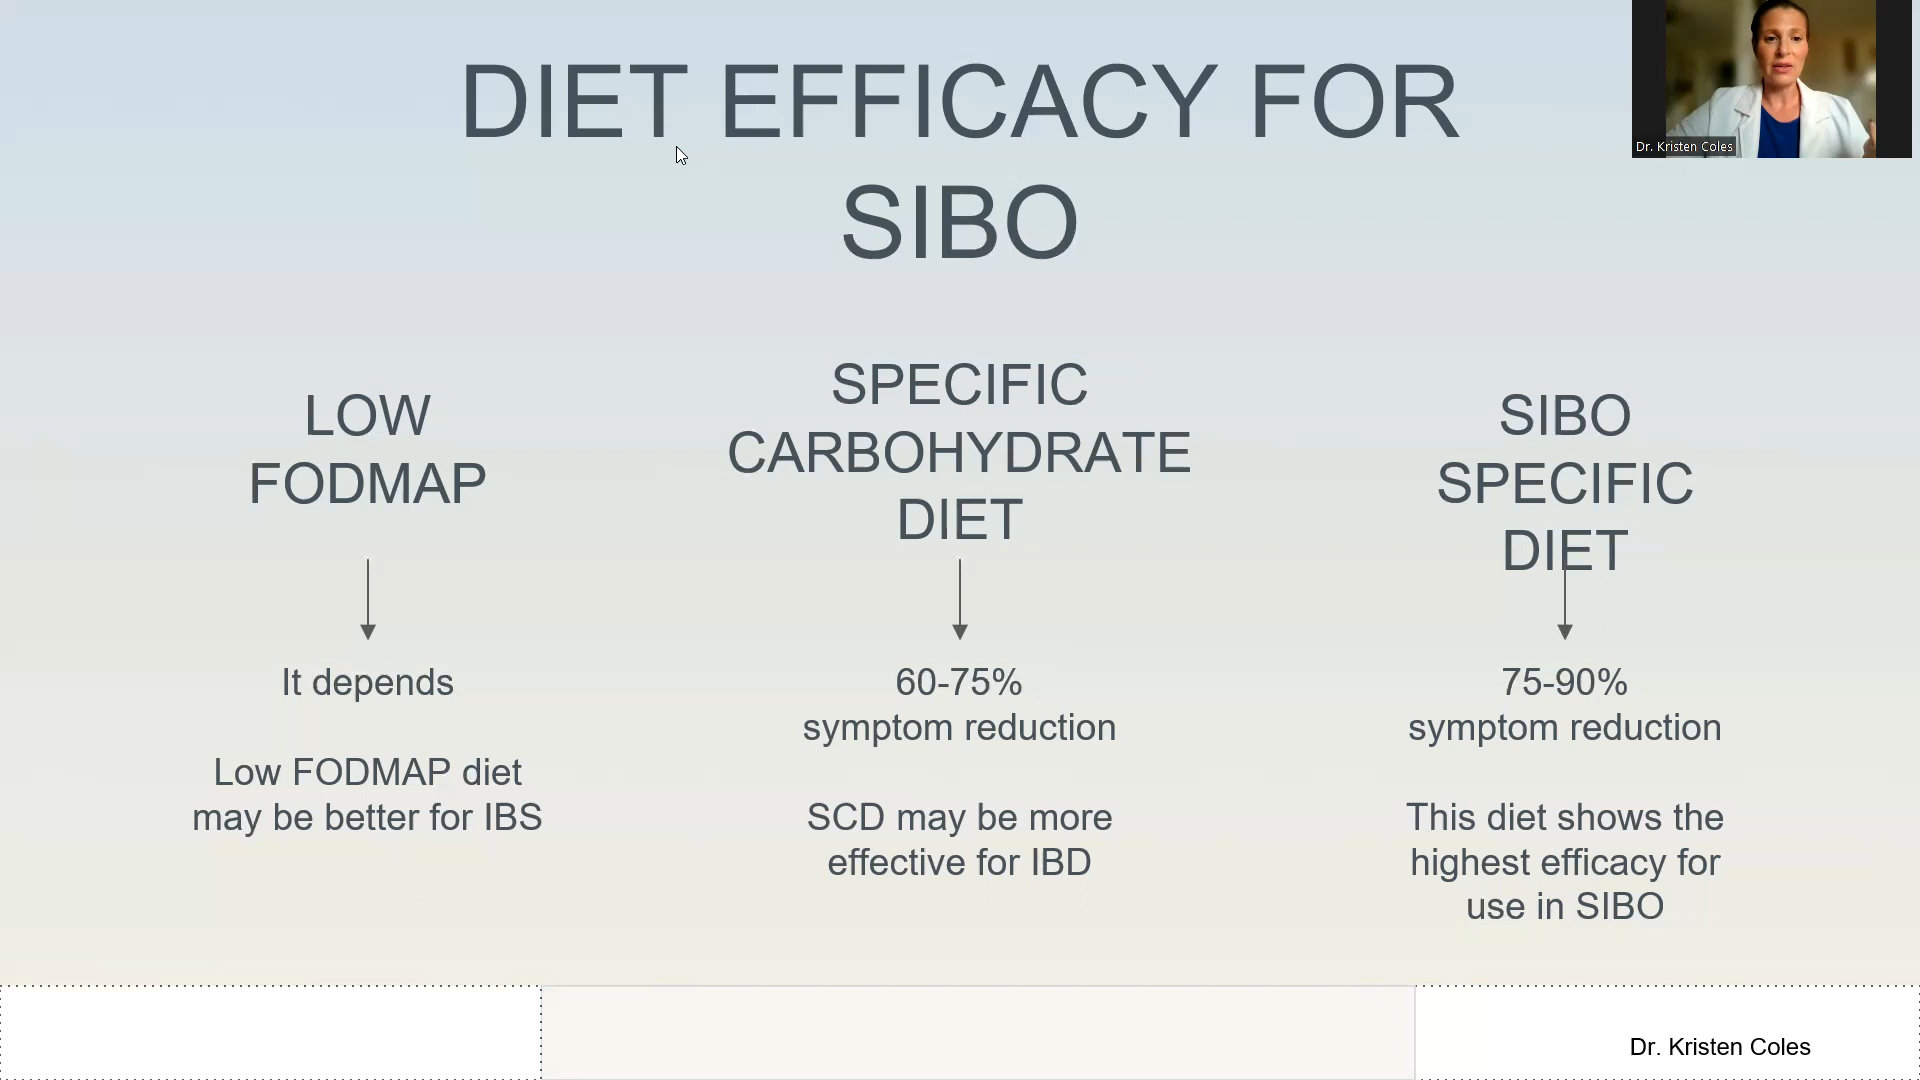 DIET EFFICACY FOR
SIBO
Dr. Kristen Coles
LOW
FODMAP
It depends
Low FODMAP diet
may be better for IBS
SPECIFIC
CARBOHYDRATE
DIET
60-75%
symptom reduction
SCD may be more
effective for IBD
SIBO
SPECIFIC
DIET
75-90%
symptom reduction
This diet shows the
highest efficacy for
use in SIBO
Dr. Kristen Coles